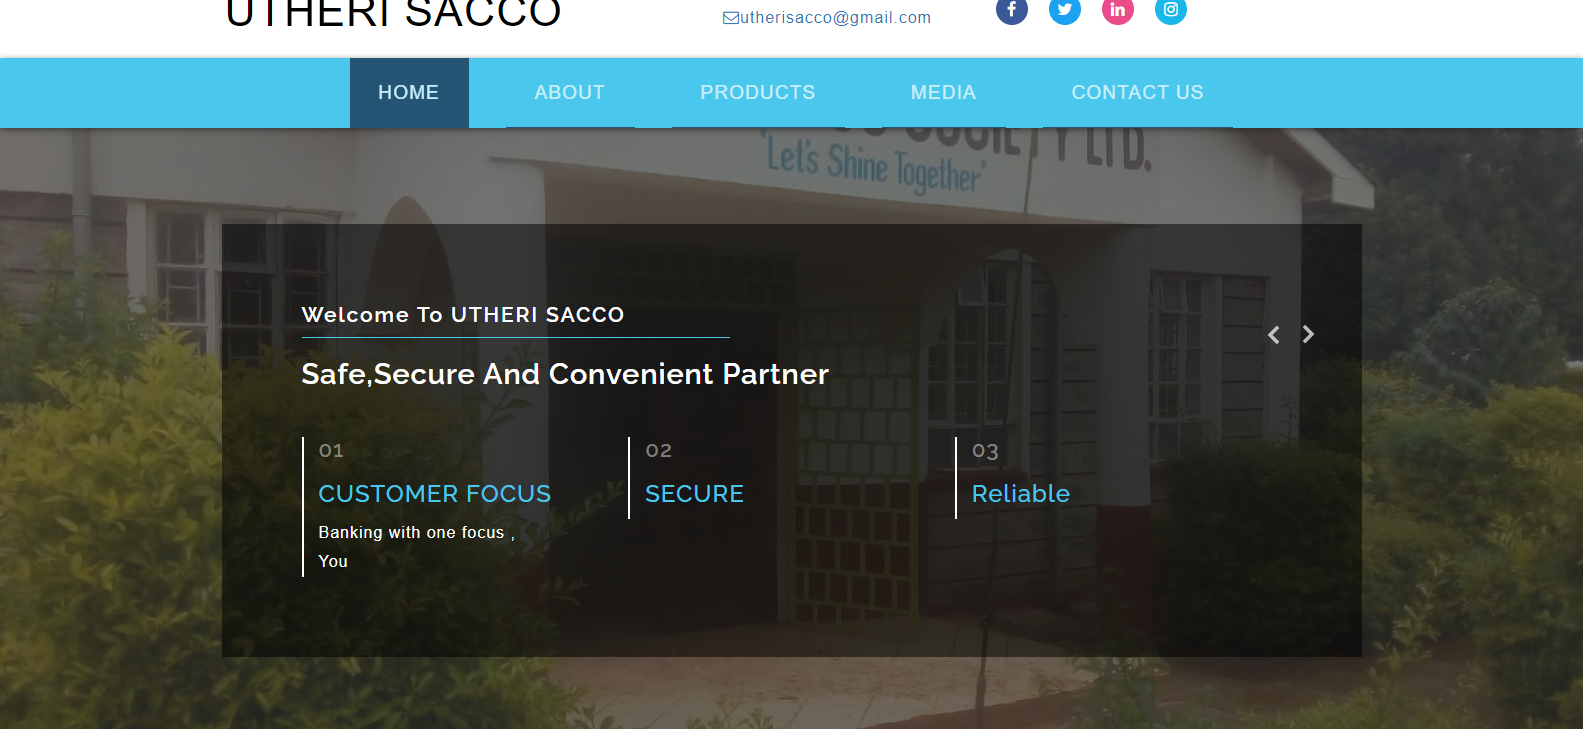 UTHERI SACCO
utherisacco@gmail.com
HOME ABOUT PRODUCTS MEDIA CONTACT US
SOCIETY LTD.
'Let's Shine Together'
Welcome To UTHERI SACCO
Safe,Secure And Convenient Partner
01
CUSTOMER FOCUS
Banking with one focus ,
You
02
SECURE
03
Reliable